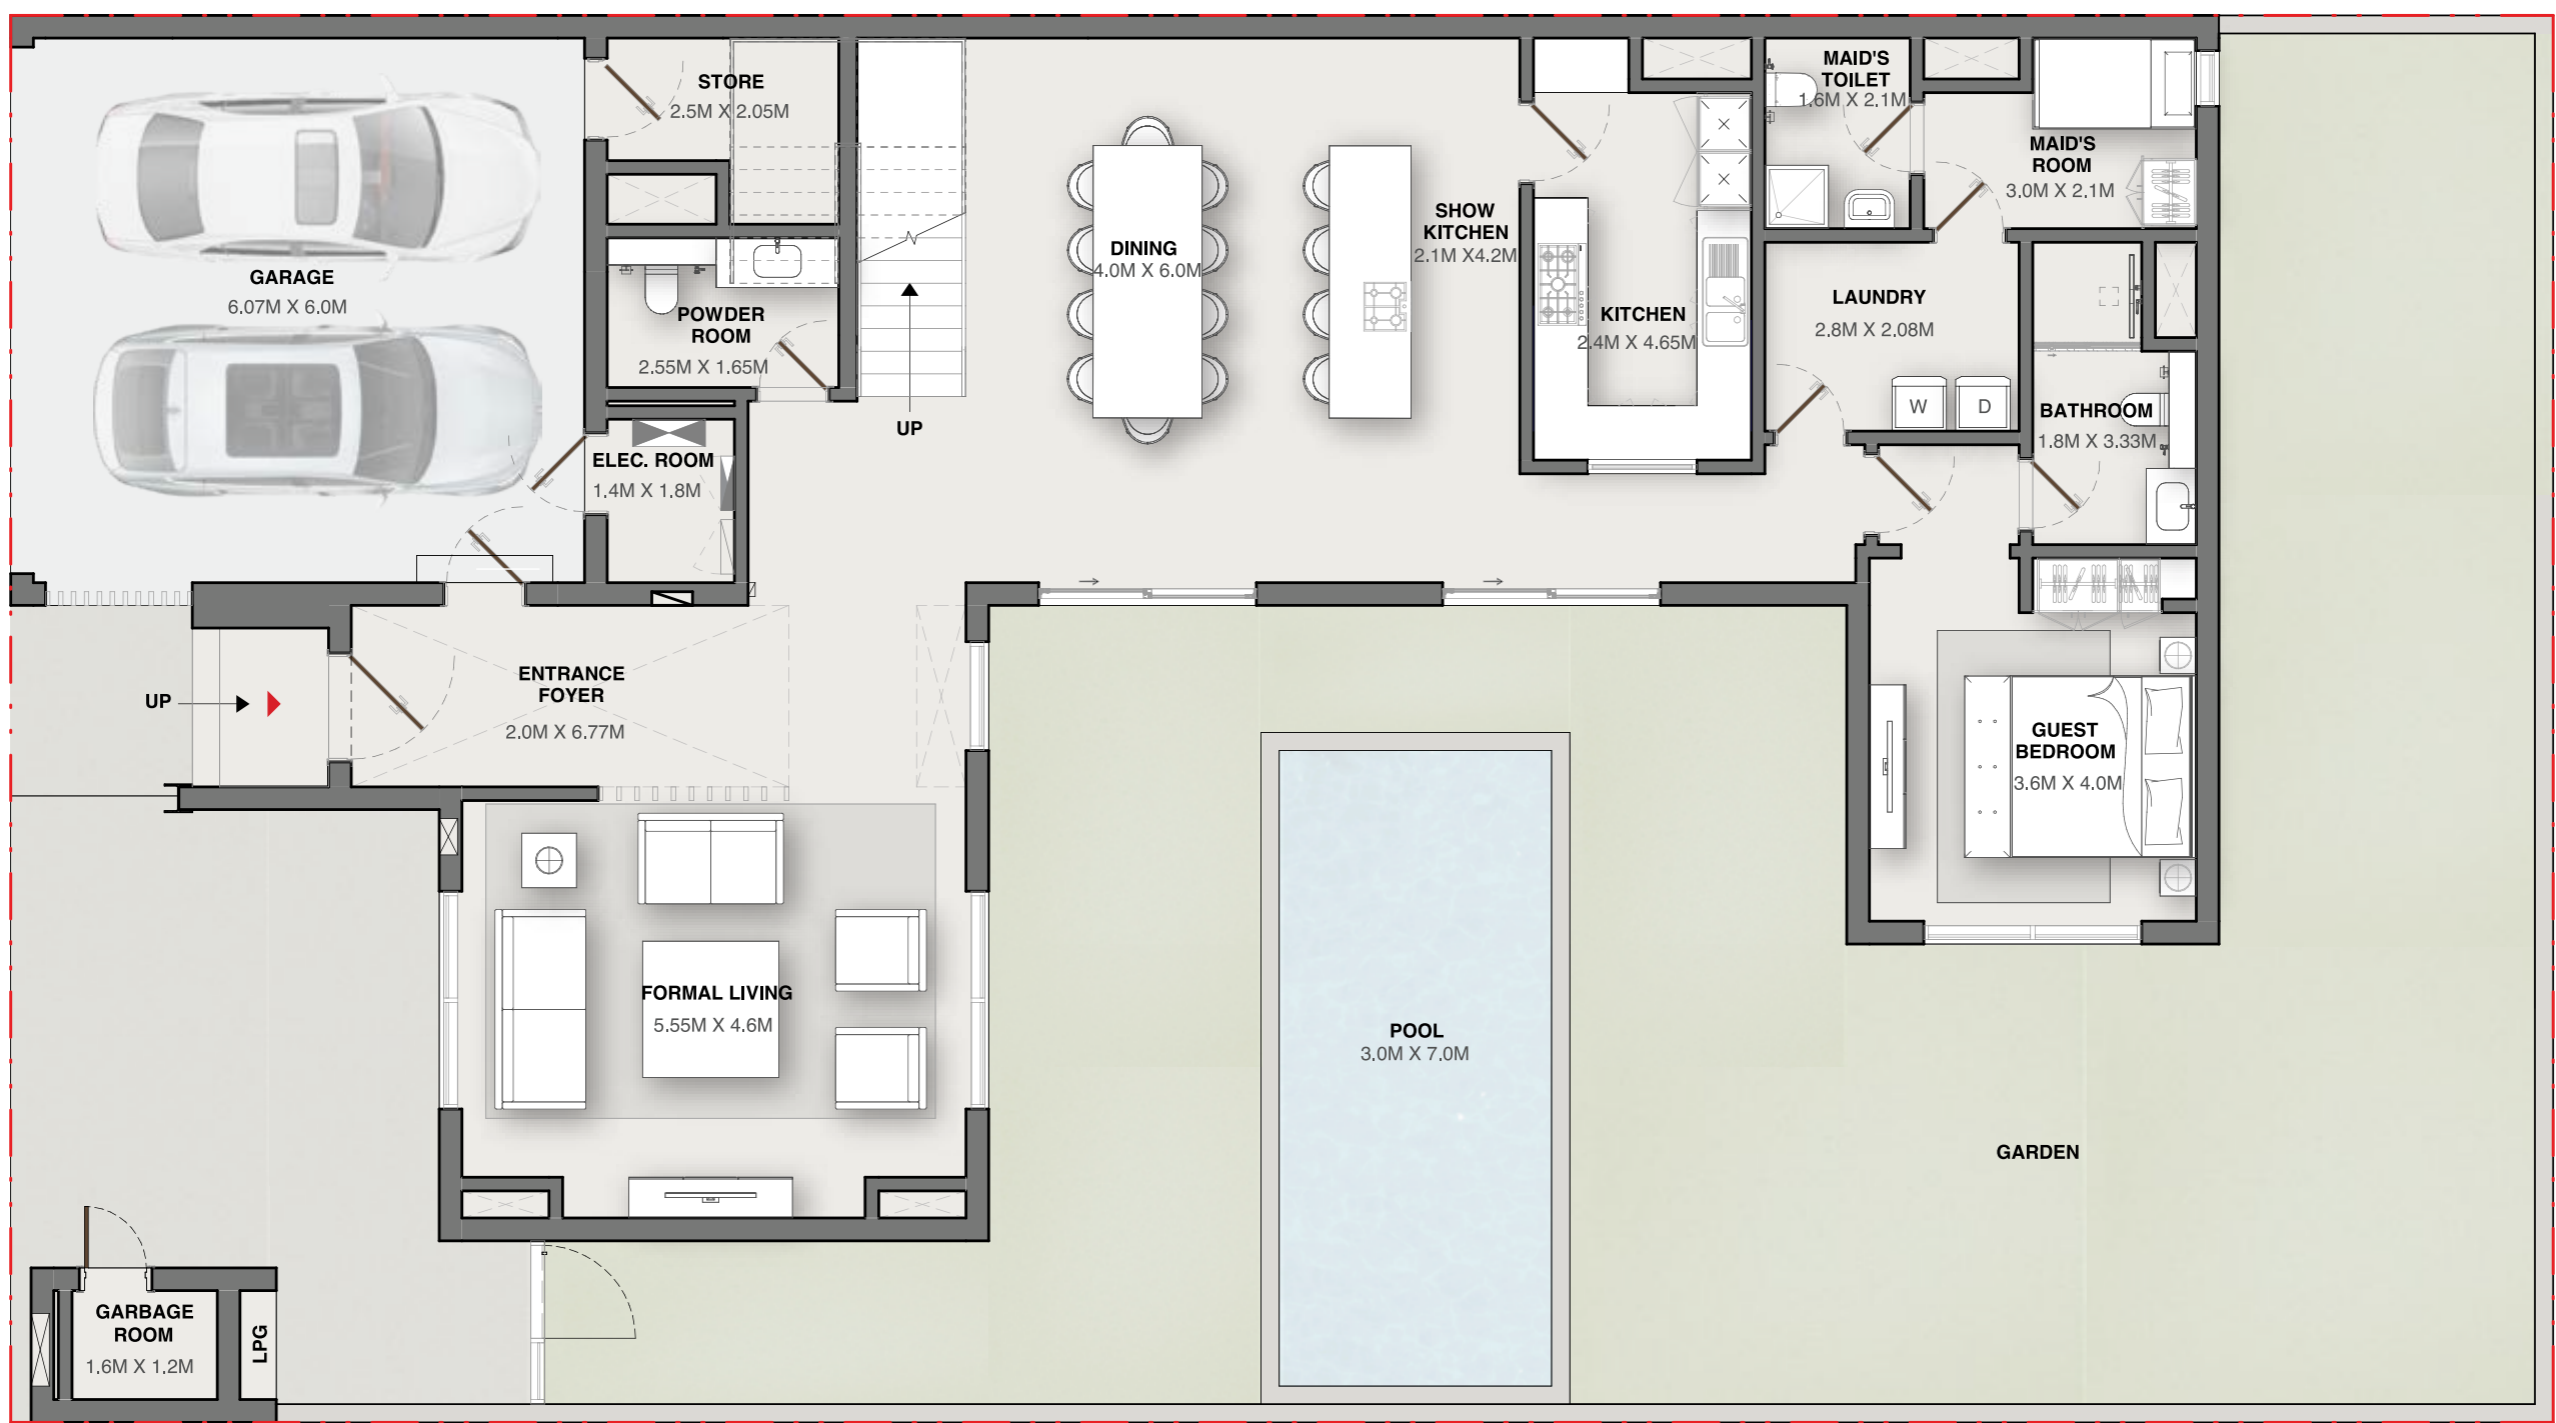 STORE
2.5M X 2.05M
GARAGE
6.07M X 6.0M
POWDER
ROOM
2.55M X 1.65M
ELEC. ROOM
1.4M X 1.8M
UP
DINING
4.0M X 6.0M
SHOW
KITCHEN
2.1M X4.2M
KITCHEN
2.4M X 4.65M
MAID'S
TOILET
1.6M X 2.1M
MAID'S
ROOM
3.0M X 2.1M
LAUNDRY
2.8M X 2.08M
W
D
BATHROOM
1.8M X 3.33M
UP
ENTRANCE
FOYER
2.0M X 6.77M
GUEST
BEDROOM
3.6M X 4.0M
FORMAL LIVING
5.55M X 4.6M
POOL
3.0M X 7.0M
GARDEN
GARBAGE
ROOM
1.6M X 1.2M
LPG